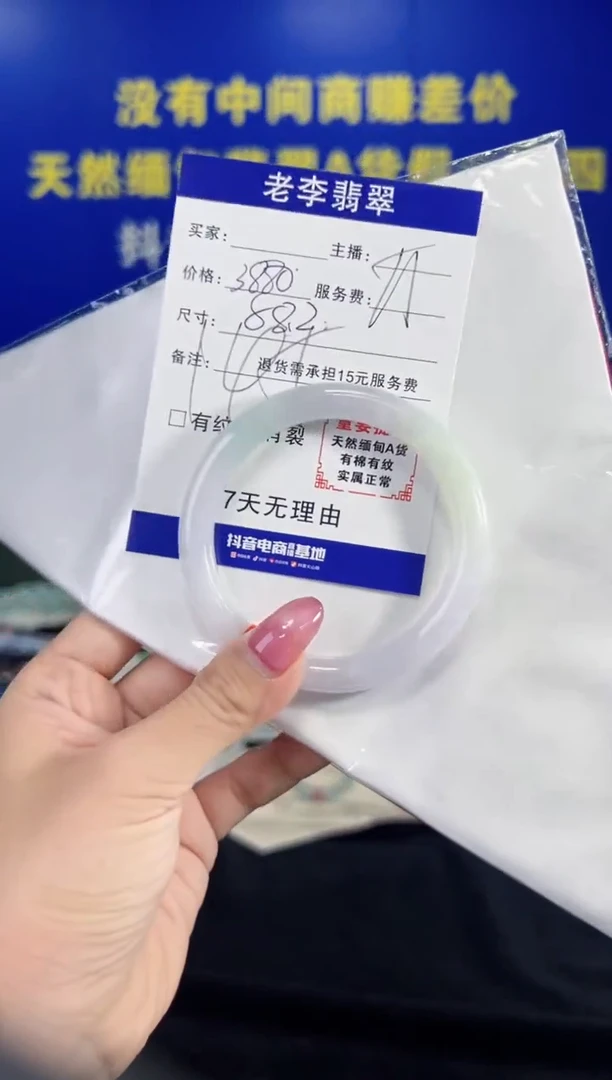 没有中间商赚差价
天然缅
老李翡翠
买家:
主播:
价格: 3880
服务费:
尺寸:
备注: 退货需承担15元服务费
□有纹 裂
天然缅甸A货
有棉有纹
实属正常
7天无理由
抖音电商直播基地